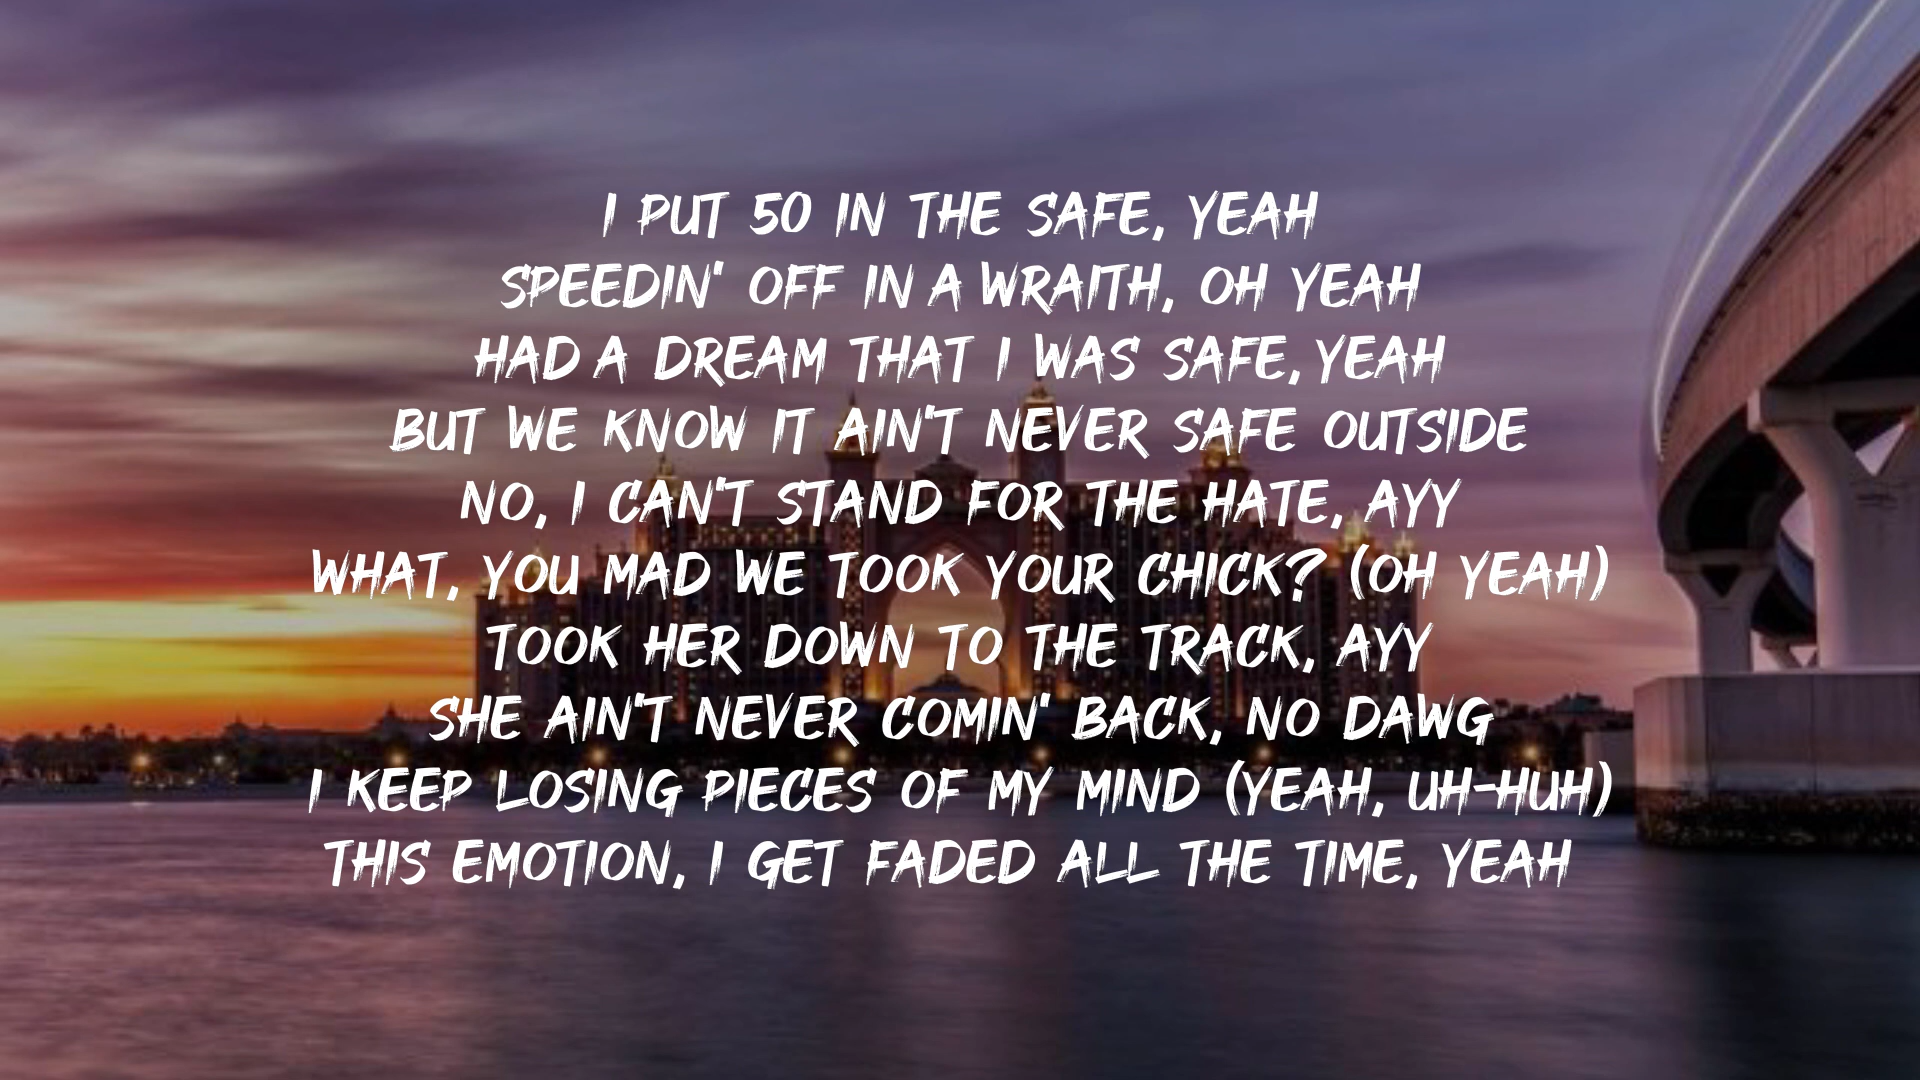 I PUT 50 IN THE SAFE, YEAH
SPEEDIN' OFF IN A WRAITH, OH YEAH
HAD A DREAM THAT I WAS SAFE, YEAH
BUT WE KNOW IT AIN'T NEVER SAFE OUTSIDE
NO, I CAN'T STAND FOR THE HATE, AYY
WHAT, YOU MAD WE TOOK YOUR CHICK? (OH YEAH)
TOOK HER DOWN TO THE TRACK, AYY
SHE AIN'T NEVER COMIN' BACK, NO DAWG
I KEEP LOSING PIECES OF MY MIND (YEAH, UH-HUH)
THIS EMOTION, I GET FADED ALL THE TIME, YEAH